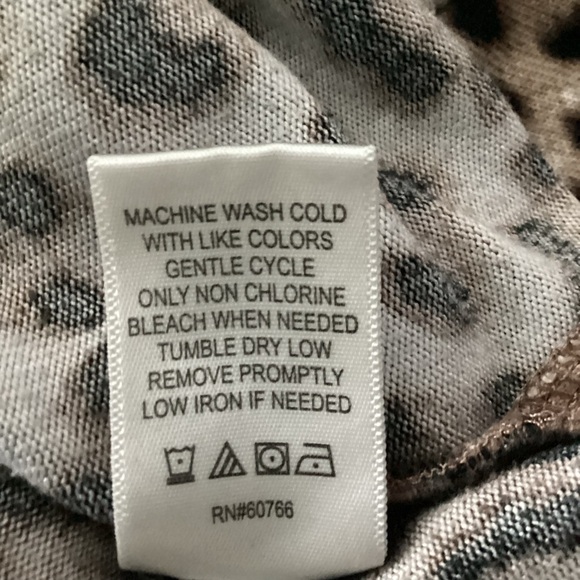 MACHINE WASH COLD
WITH LIKE COLORS
GENTLE CYCLE
ONLY NON CHLORINE
BLEACH WHEN NEEDED
TUMBLE DRY LOW
REMOVE PROMPTLY
LOW IRON IF NEEDED
RN#60766